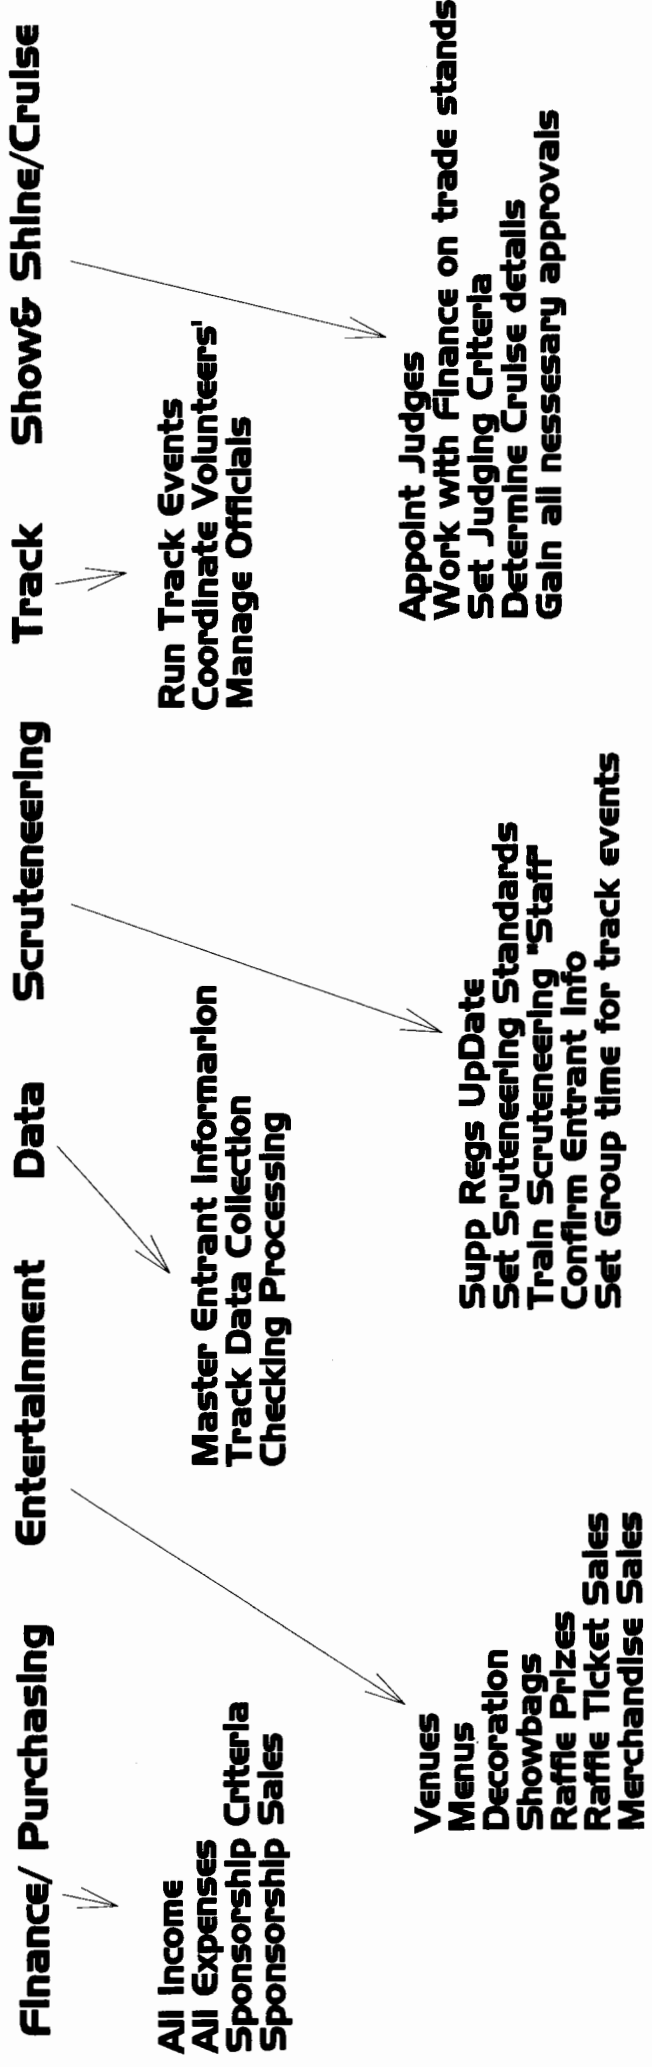 Finance/ Purchasing
Entertainment
Data
Scruteneering
Track
Show& Shine/Cruise
All Income
All Expenses
Sponsorship Criteria
Sponsorship Sales
Venues
Menus
Decoration
Showbags
Raffle Prizes
Raffle Ticket Sales
Merchandise Sales
Master Entrant Informarion
Track Data Collection
Checking Processing
Supp Regs UpDate
Set Sruteneering Standards
Train Scruteneering "Staff"
Confirm Entrant Info
Set Group time for track events
Run Track Events
Coordinate Volunteers'
Manage Officials
Appoint Judges
Work with Finance on trade stands
Set Judging Criteria
Determine Cruise details
Gain all nessesary approvals